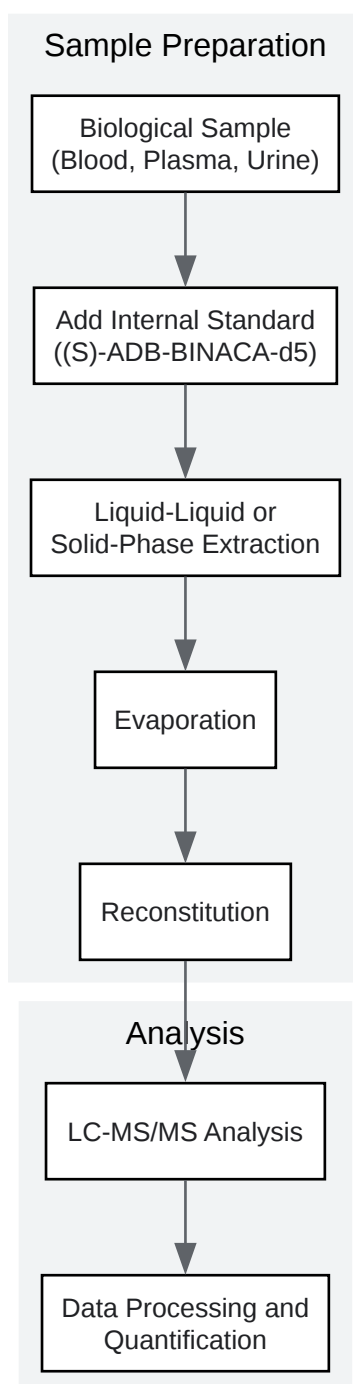 Sample Preparation
Biological Sample
(Blood, Plasma, Urine)
Add Internal Standard
((S)-ADB-BINACA-d5)
Liquid-Liquid or
Solid-Phase Extraction
Evaporation
Reconstitution
Analysis
LC-MS/MS Analysis
Data Processing and
Quantification